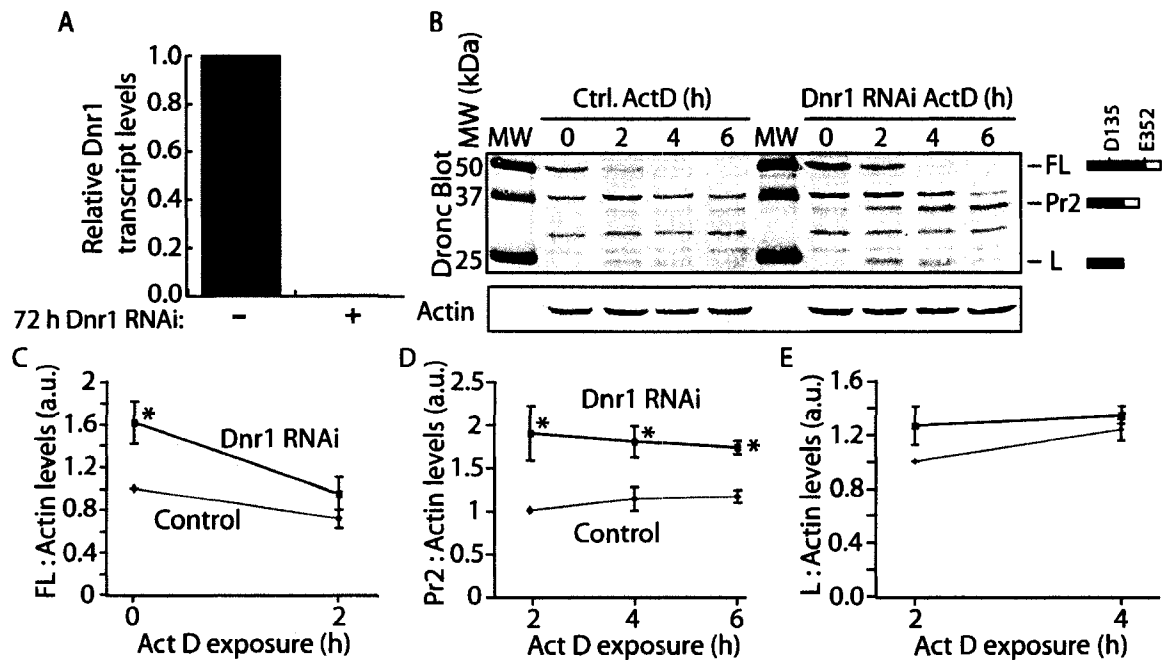 A
Relative Dnr1
transcript levels
1.0
0.8
0.6
0.4
0.2
0.0
72 h Dnr1 RNAi: – +
B
MW (kDa)
Dronc Blot
Ctrl. ActD (h)
Dnr1 RNAi ActD (h)
MW 0 2 4 6 MW 0 2 4 6
50
37
25
D135
E352
– FL
– Pr2
– L
Actin
C
FL : Actin levels (a.u.)
2
1.6
1.2
0.8
0.4
0
*
Dnr1 RNAi
Control
0 2
Act D exposure (h)
D
Pr2 : Actin levels (a.u.)
2.5
2
1.5
1
0.5
0
Dnr1 RNAi
* * *
Control
2 4 6
Act D exposure (h)
E
L : Actin levels (a.u.)
1.6
1.2
0.8
0.4
0.0
2 4
Act D exposure (h)